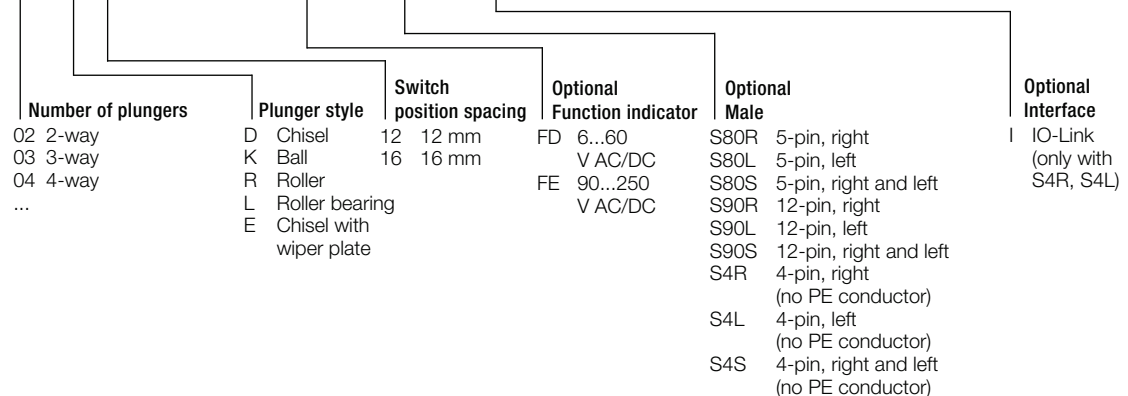 Number of plungers
02 2-way
03 3-way
04 4-way
...
Plunger style
D Chisel
K Ball
R Roller
L Roller bearing
E Chisel with
wiper plate
Switch
position spacing
12 12 mm
16 16 mm
Optional
Function indicator
FD 6...60
V AC/DC
FE 90...250
V AC/DC
Optional
Male
S80R 5-pin, right
S80L 5-pin, left
S80S 5-pin, right and left
S90R 12-pin, right
S90L 12-pin, left
S90S 12-pin, right and left
S4R 4-pin, right
(no PE conductor)
S4L 4-pin, left
(no PE conductor)
S4S 4-pin, right and left
(no PE conductor)
Optional
Interface
I IO-Link
(only with
S4R, S4L)